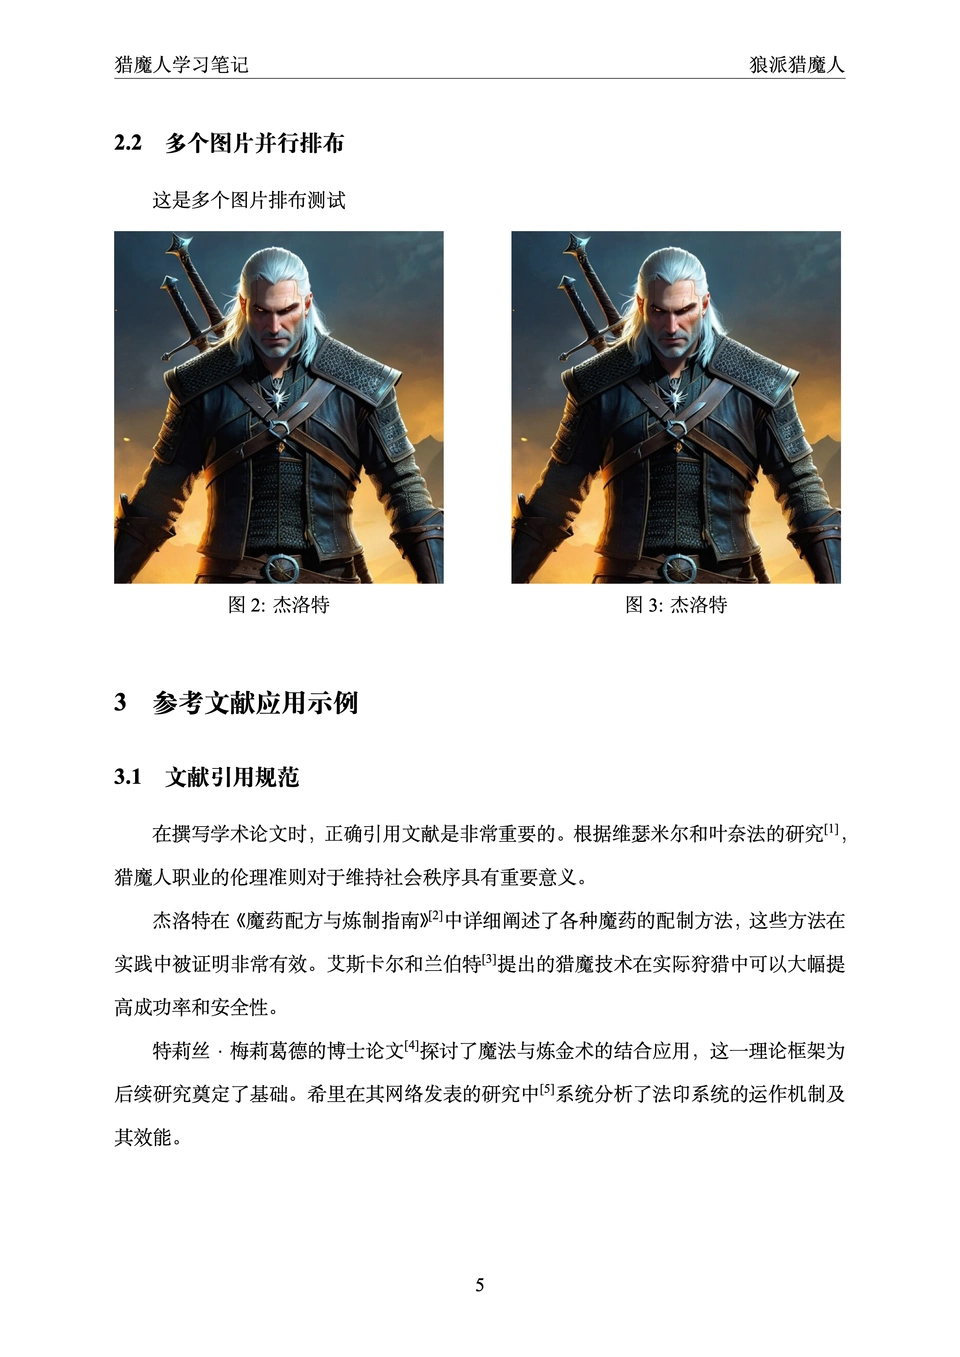 猎魔人学习笔记 狼派猎魔人
2.2 多个图片并行排布
这是多个图片排布测试
图 2: 杰洛特 图 3: 杰洛特
3 参考文献应用示例
3.1 文献引用规范
在撰写学术论文时，正确引用文献是非常重要的。根据维瑟米尔和叶奈法的研究[1]，
猎魔人职业的伦理准则对于维持社会秩序具有重要意义。
杰洛特在《魔药配方与炼制指南》[2]中详细阐述了各种魔药的配制方法，这些方法在
实践中被证明非常有效。艾斯卡尔和兰伯特[3]提出的猎魔技术在实际狩猎中可以大幅提
高成功率和安全性。
特莉丝 · 梅莉葛德的博士论文[4]探讨了魔法与炼金术的结合应用，这一理论框架为
后续研究奠定了基础。希里在其网络发表的研究中[5]系统分析了法印系统的运作机制及
其效能。
5